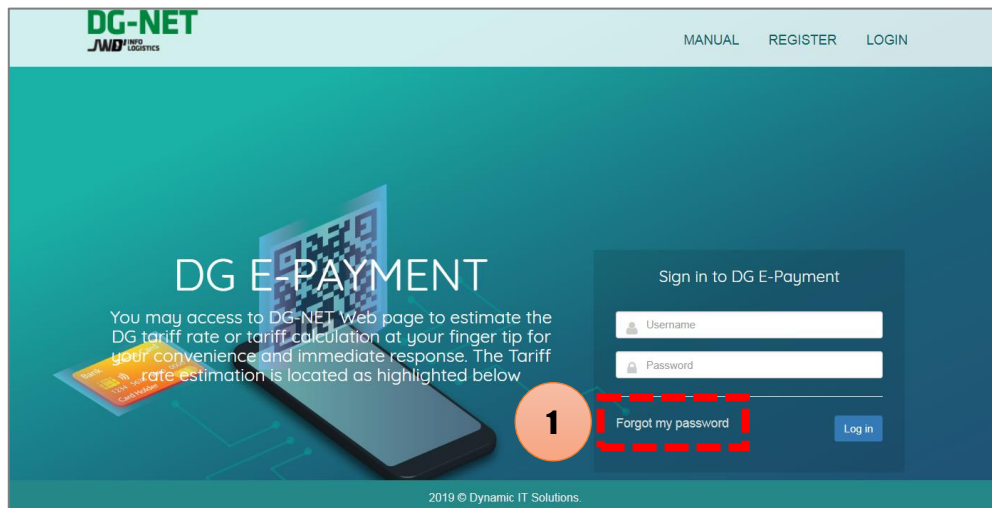 DG-NET
JWD INFO
LOGISTICS
MANUAL REGISTER LOGIN
DG E-PAYMENT
You may access to DG-NET Web page to estimate the
DG tariff rate or tariff calculation at your finger tip for
your convenience and immediate response. The Tariff
rate estimation is located as highlighted below
Bank
Card Holder
Sign in to DG E-Payment
Username
Password
1
Forgot my password
Log in
2019 © Dynamic IT Solutions.